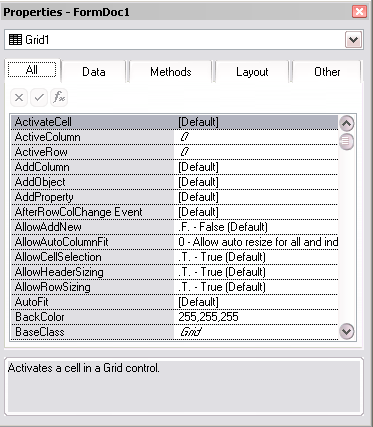 Properties - FormDoc1
Grid1
All Data Methods Layout Other
fx
ActivateCell [Default]
ActiveColumn 0
ActiveRow 0
AddColumn [Default]
AddObject [Default]
AddProperty [Default]
AfterRowColChange Event [Default]
AllowAddNew .F. - False (Default)
AllowAutoColumnFit 0 - Allow auto resize for all and ind
AllowCellSelection .T. - True (Default)
AllowHeaderSizing .T. - True (Default)
AllowRowSizing .T. - True (Default)
AutoFit [Default]
BackColor 255,255,255
BaseClass Grid
Activates a cell in a Grid control.